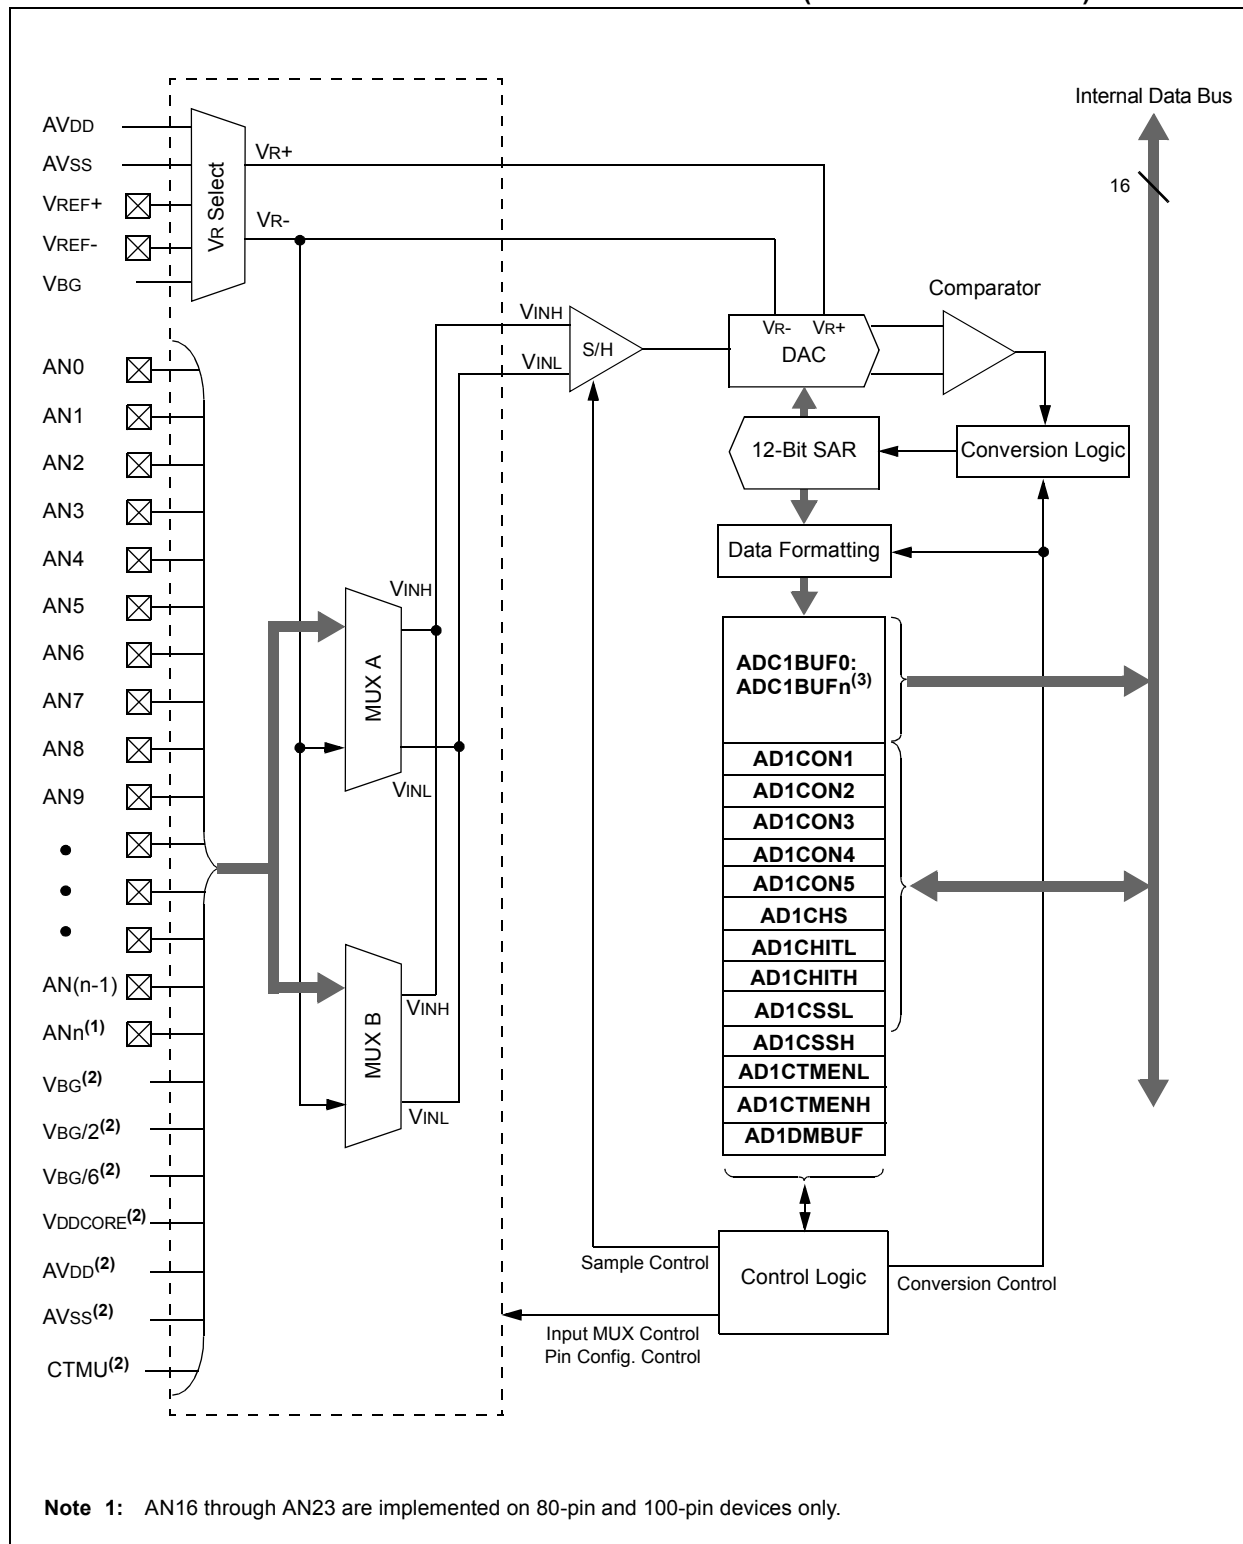 Internal Data Bus
16
AVDD
AVSS
VREF+
VREF-
VBG
VR Select
VR+
VR-
AN0
AN1
AN2
AN3
AN4
AN5
AN6
AN7
AN8
AN9
AN(n-1)
ANn(1)
VBG(2)
VBG/2(2)
VBG/6(2)
VDDCORE(2)
AVDD(2)
AVSS(2)
CTMU(2)
MUX A
VINH
VINL
MUX B
VINH
VINL
VINH
VINL
S/H
VR- VR+
DAC
Comparator
12-Bit SAR
Conversion Logic
Data Formatting
ADC1BUF0:
ADC1BUFn(3)
AD1CON1
AD1CON2
AD1CON3
AD1CON4
AD1CON5
AD1CHS
AD1CHITL
AD1CHITH
AD1CSSL
AD1CSSH
AD1CTMENL
AD1CTMENH
AD1DMBUF
Control Logic
Sample Control
Conversion Control
Input MUX Control
Pin Config. Control
Note 1: AN16 through AN23 are implemented on 80-pin and 100-pin devices only.